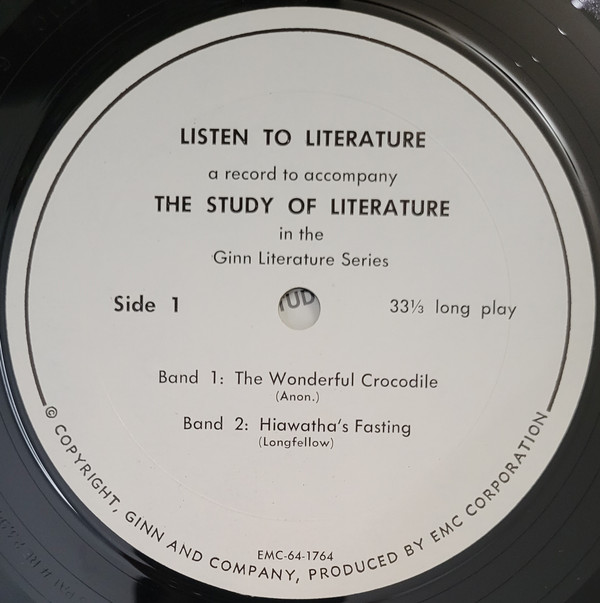 LISTEN TO LITERATURE
a record to accompany
THE STUDY OF LITERATURE
in the
Ginn Literature Series
Side 1
TUD
33⅓ long play
Band 1: The Wonderful Crocodile
(Anon.)
Band 2: Hiawatha's Fasting
(Longfellow)
EMC-64-1764
© COPYRIGHT, GINN AND COMPANY, PRODUCED BY EMC CORPORATION